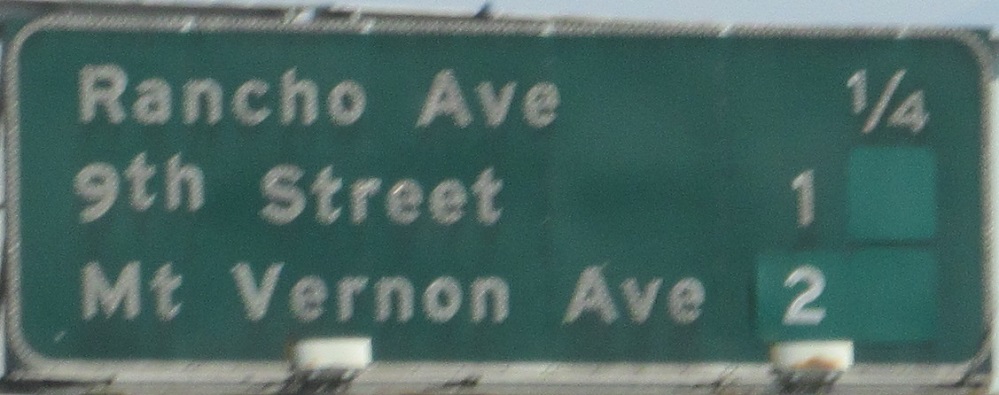 Rancho Ave 1/4
9th Street 1
Mt Vernon Ave 2